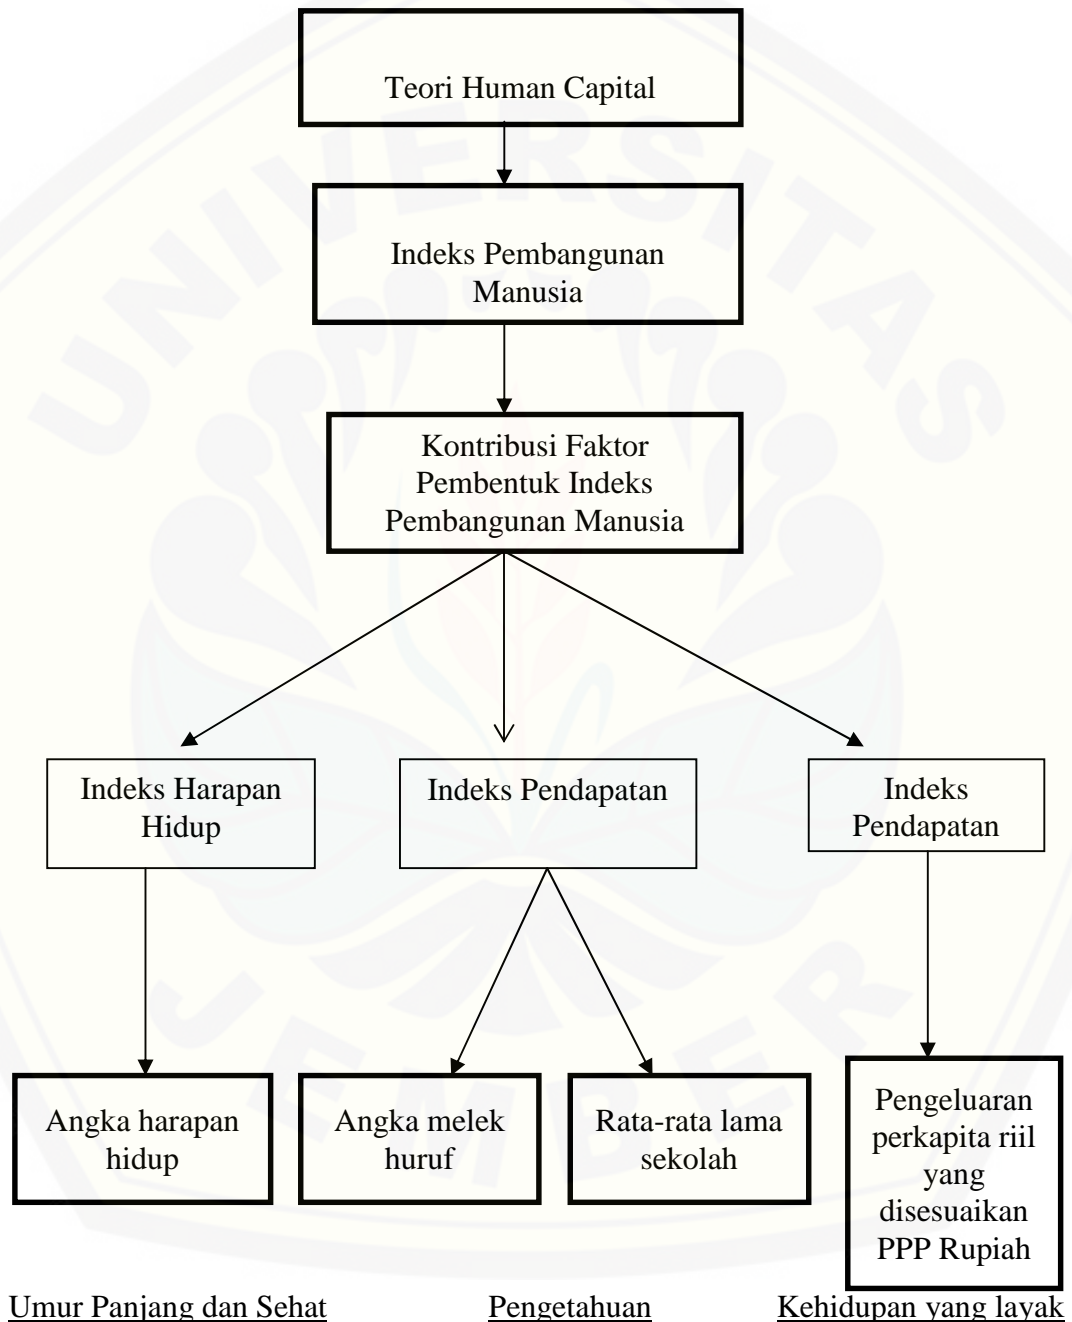 Teori Human Capital
Indeks Pembangunan
Manusia
Kontribusi Faktor
Pembentuk Indeks
Pembangunan Manusia
Indeks Harapan
Hidup
Indeks Pendapatan
Indeks
Pendapatan
Angka harapan
hidup
Angka melek
huruf
Rata-rata lama
sekolah
Pengeluaran
perkapita riil
yang
disesuaikan
PPP Rupiah
Umur Panjang dan Sehat
Pengetahuan
Kehidupan yang layak
UNIVERSITAS
JEMBER